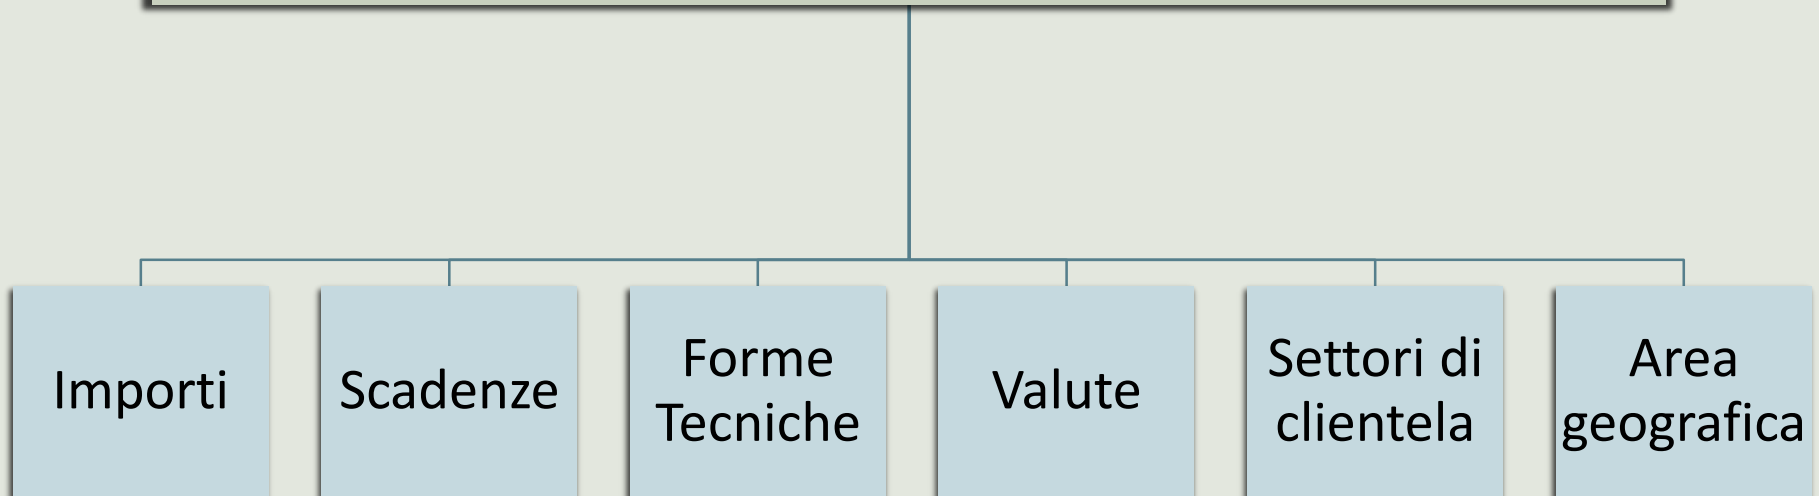 Importi
Scadenze
Forme
Tecniche
Valute
Settori di
clientela
Area
geografica